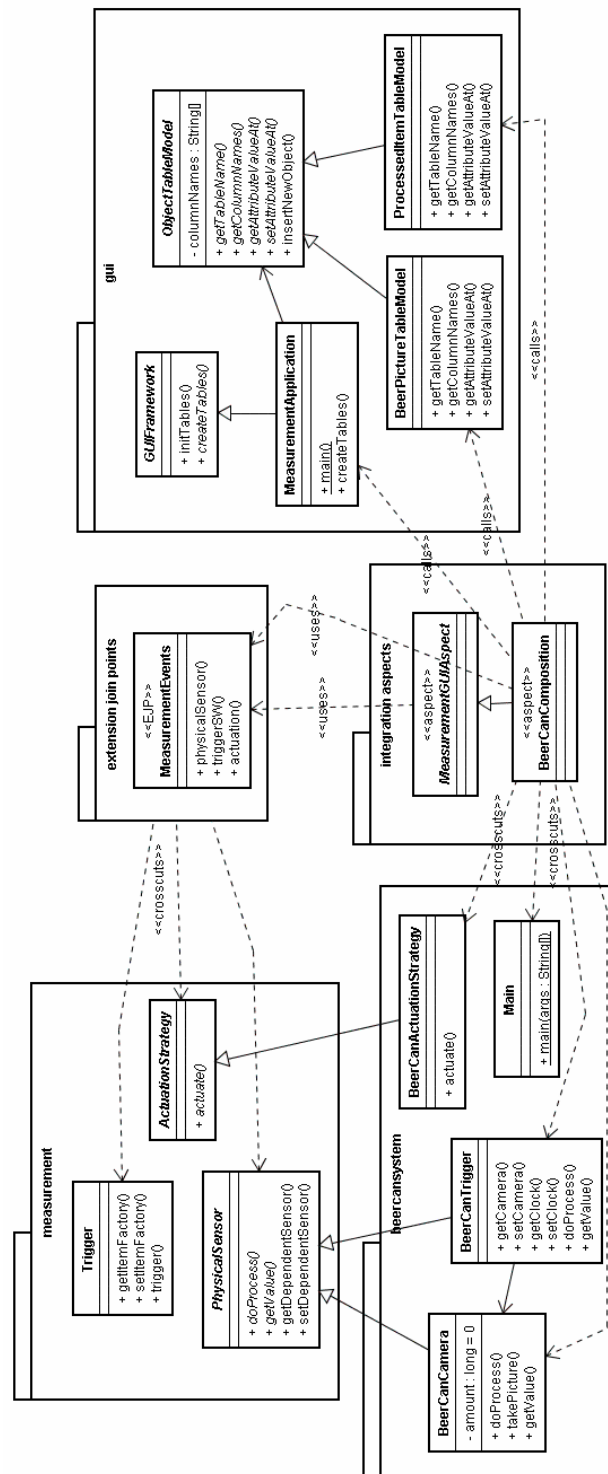 measurement
Trigger
+ getItemFactory()
+ setItemFactory()
+ trigger()
ActuationStrategy
+ actuate()
PhysicalSensor
+ doProcess()
+ getValue()
+ getDependentSensor()
+ setDependentSensor()
extension join points
<<EJP>>
MeasurementEvents
+ physicalSensor()
+ triggerSW()
+ actuation()
<<crosscuts>>
gui
GUIFramework
+ initTables()
+ createTables()
ObjectTableModel
- columnNames : String[]
+ getTableName()
+ getColumnNames()
+ getAttributeValueAt()
+ setAttributeValueAt()
+ insertNewObject()
MeasurementApplication
+ main()
+ createTables()
BeerPictureTableModel
+ getTableName()
+ getColumnNames()
+ getAttributeValueAt()
+ setAttributeValueAt()
ProcessedItemTableModel
+ getTableName()
+ getColumnNames()
+ getAttributeValueAt()
+ setAttributeValueAt()
<<uses>>
<<uses>>
<<calls>>
<<calls>>
<<calls>>
beercansystem
BeerCanActuationStrategy
+ actuate()
Main
+ main(args : String[])
BeerCanTrigger
+ getCamera()
+ setCamera()
+ getClock()
+ setClock()
+ doProcess()
+ getValue()
BeerCanCamera
- amount : long = 0
+ doProcess()
+ takePicture()
+ getValue()
integration aspects
<<aspect>>
MeasurementGUIAspect
<<aspect>>
BeerCanComposition
<<crosscuts>>
<<crosscuts>>